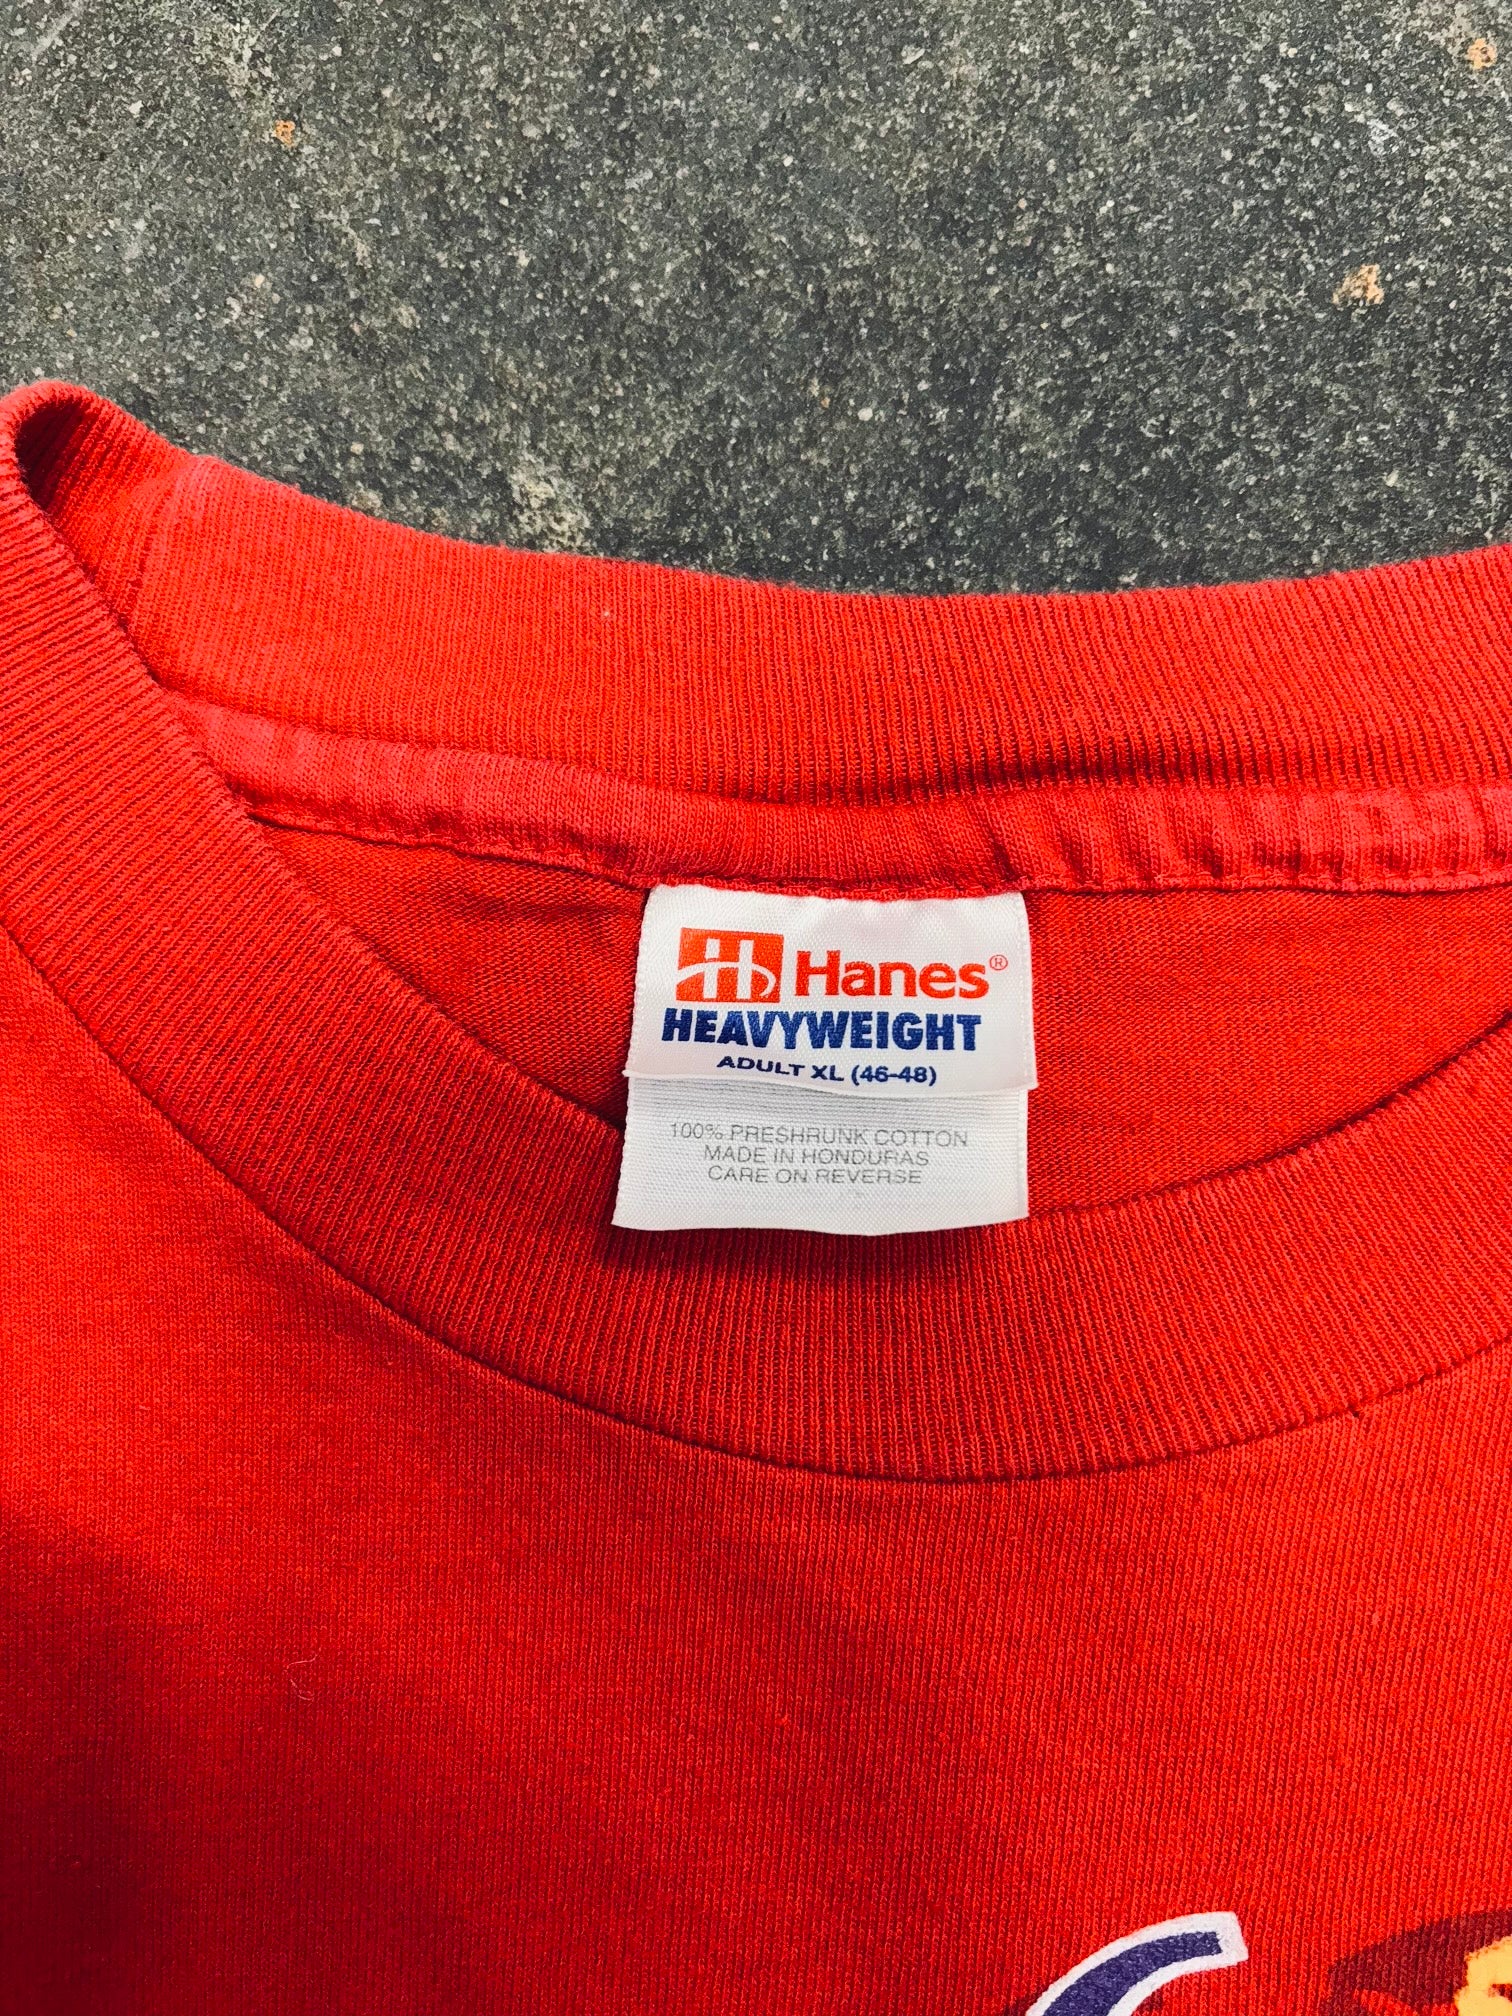 Hanes®
HEAVYWEIGHT
ADULT XL (46-48)
100% PRESHRUNK COTTON
MADE IN HONDURAS
CARE ON REVERSE